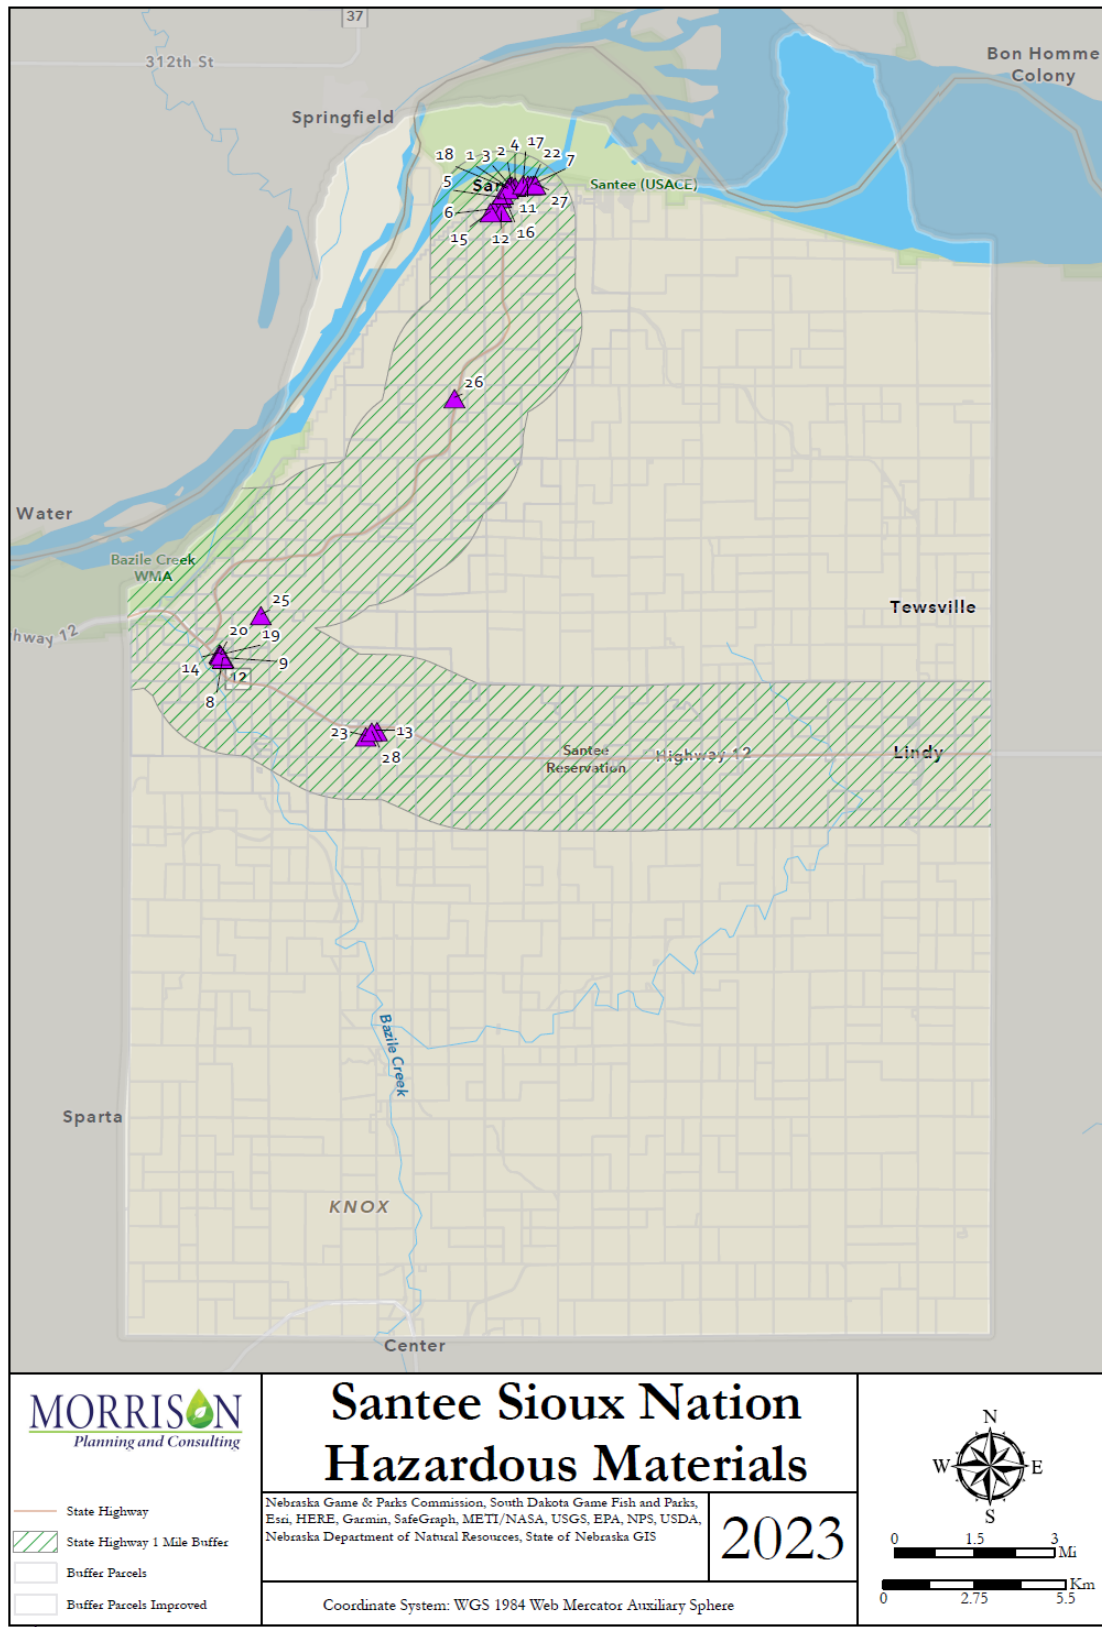 37
312th St
Bon Homme
Colony
Springfield
18
1
3
2
4
17
22
7
5
San
Santee (USACE)
27
6
11
15
12
16
26
Water
Bazile Creek
WMA
25
Tewsville
hway 12
20
19
14
9
12
8
23
13
28
Santee
Reservation
Highway 12
Lindy
Bazile Creek
Sparta
KNOX
Center
MORRISON
Planning and Consulting
Santee Sioux Nation
Hazardous Materials
State Highway
State Highway 1 Mile Buffer
Buffer Parcels
Buffer Parcels Improved
Nebraska Game & Parks Commission, South Dakota Game Fish and Parks,
Esri, HERE, Garmin, SafeGraph, METI/NASA, USGS, EPA, NPS, USDA,
Nebraska Department of Natural Resources, State of Nebraska GIS
2023
Coordinate System: WGS 1984 Web Mercator Auxiliary Sphere
N
W
E
S
0 1.5 3
Mi
Km
0 2.75 5.5